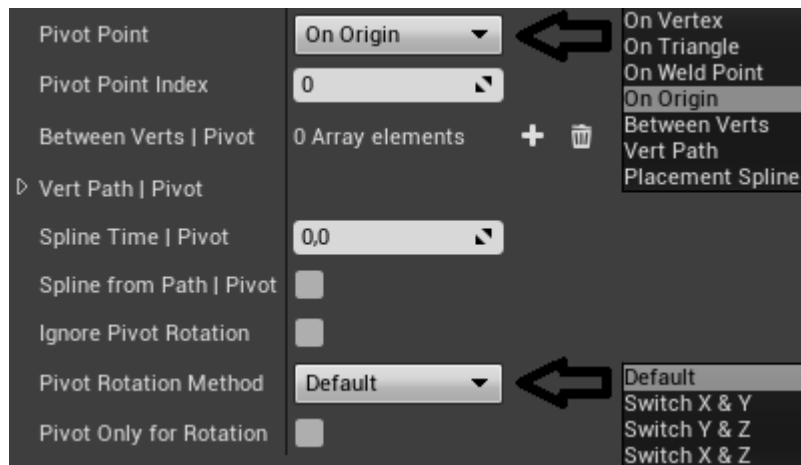 Pivot Point
On Origin
Pivot Point Index
0
Between Verts | Pivot
0 Array elements
Vert Path | Pivot
Spline Time | Pivot
0,0
Spline from Path | Pivot
Ignore Pivot Rotation
Pivot Rotation Method
Default
Pivot Only for Rotation
On Vertex
On Triangle
On Weld Point
On Origin
Between Verts
Vert Path
Placement Spline
Default
Switch X & Y
Switch Y & Z
Switch X & Z